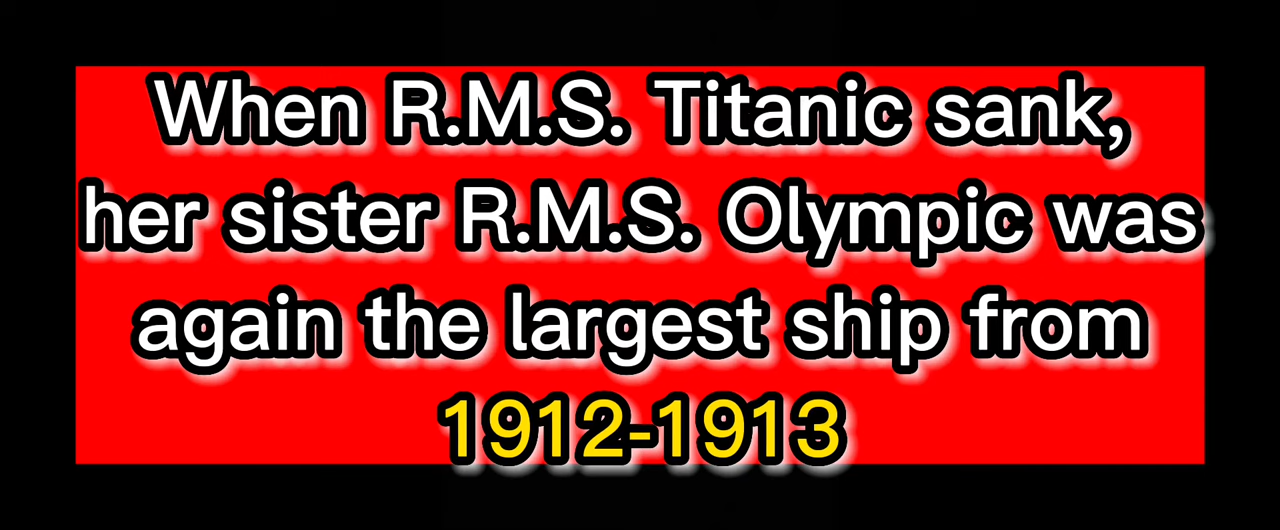 When R.M.S. Titanic sank,
her sister R.M.S. Olympic was
again the largest ship from
1912-1913